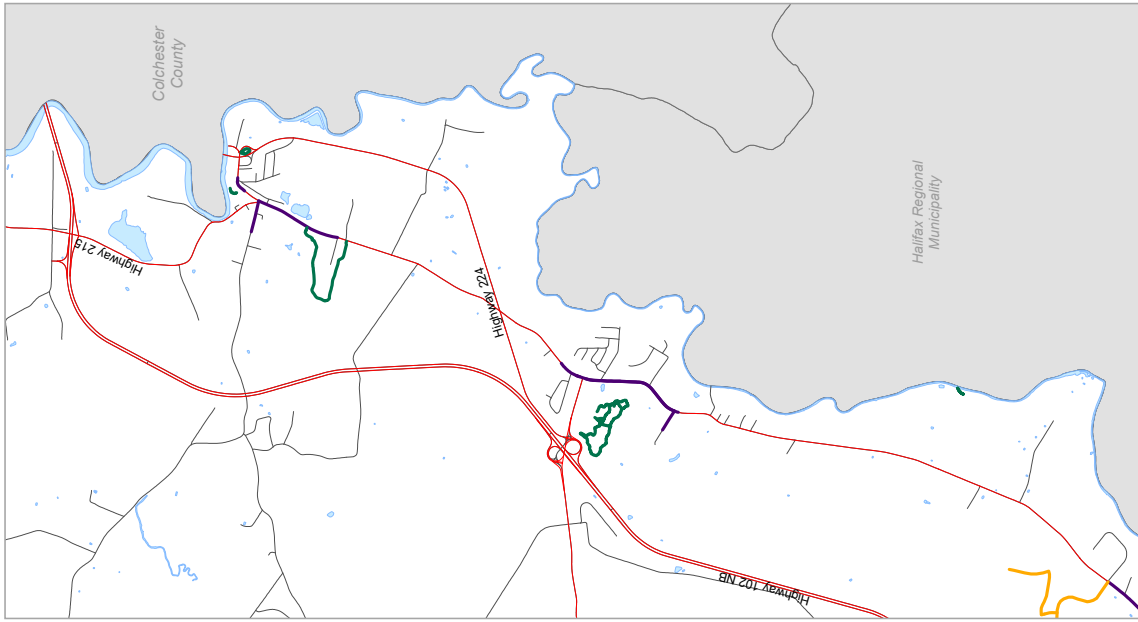 Colchester
County
Halifax Regional
Municipality
Highway 215
Highway 224
Highway 102 NB